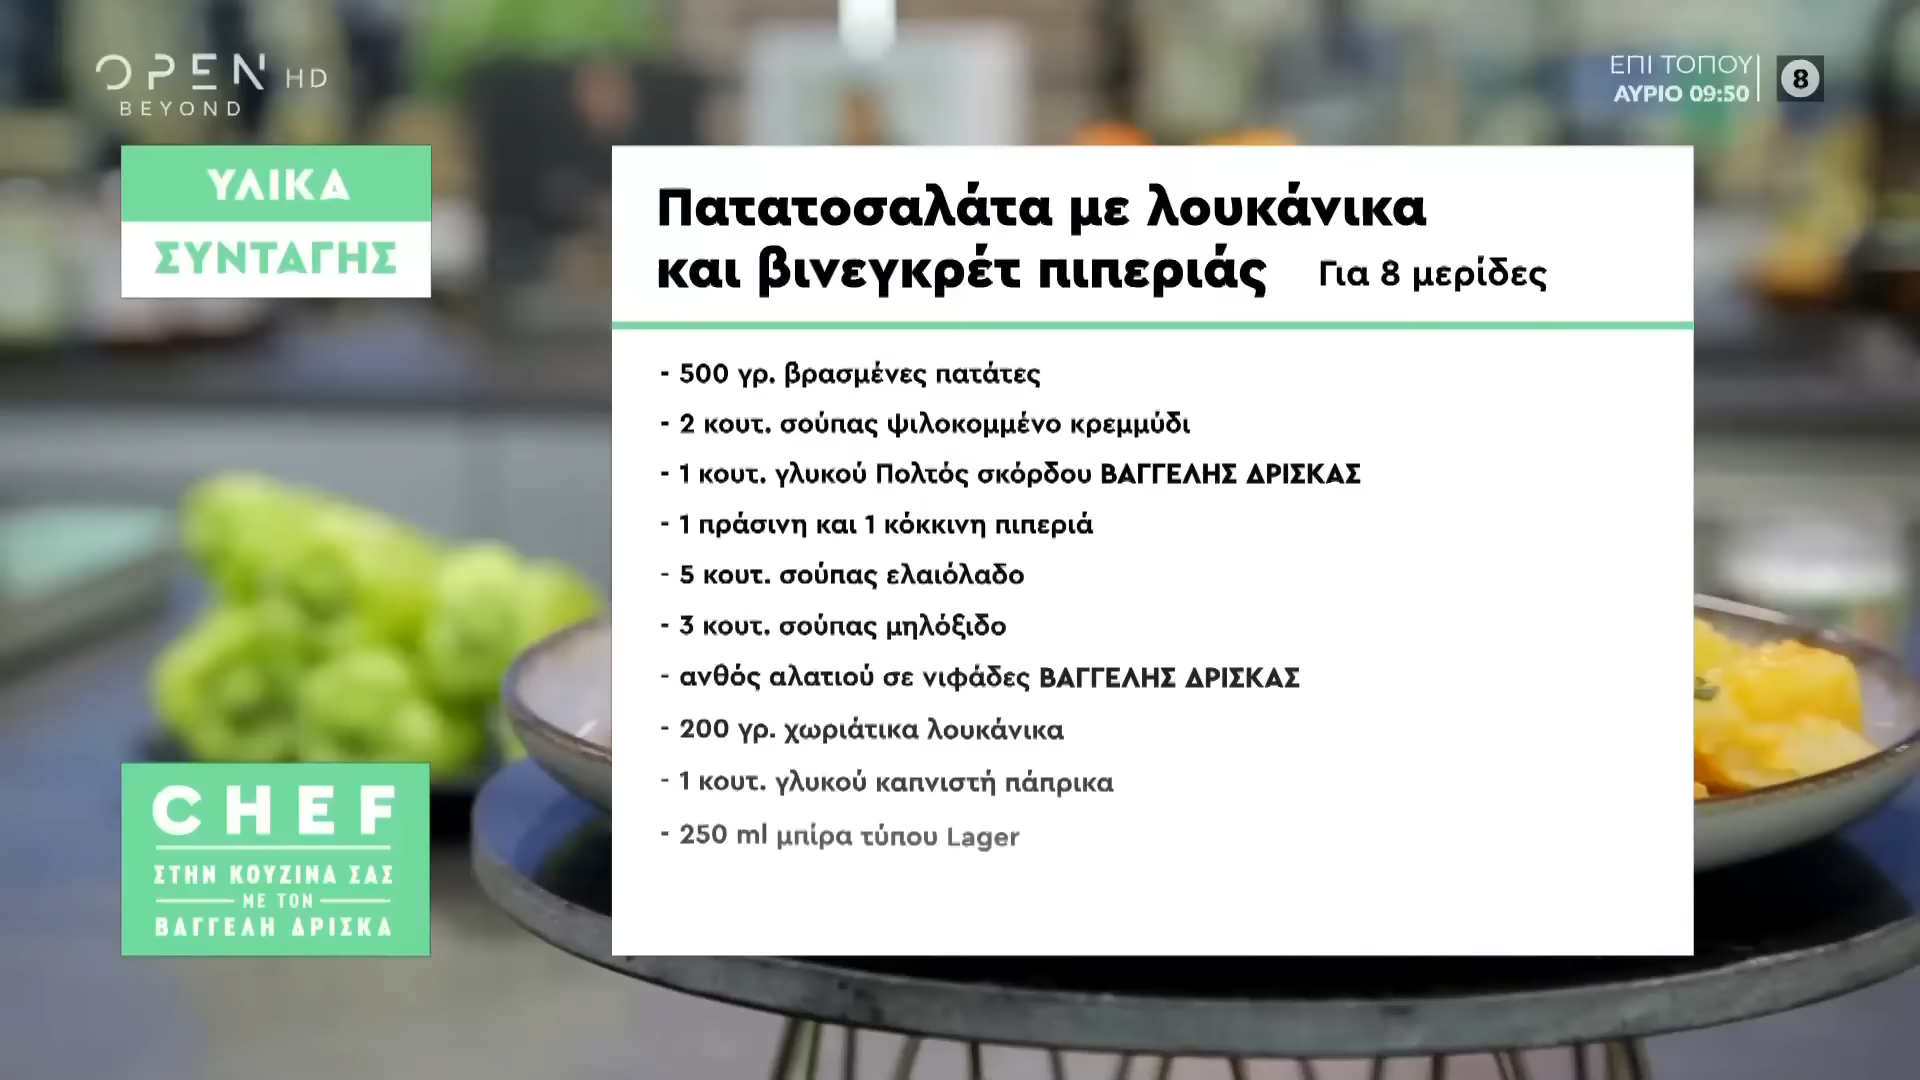 OPEN HD
BEYOND
ΕΠΙ ΤΟΠΟΥ
ΑΥΡΙΟ 09:50
8
ΥΛΙΚΑ
ΣΥΝΤΑΓΗΣ
Πατατοσαλάτα με λουκάνικα
και βινεγκρέτ πιπεριάς Για 8 μερίδες
- 500 γρ. βρασμένες πατάτες
- 2 κουτ. σούπας ψιλοκομμένο κρεμμύδι
- 1 κουτ. γλυκού Πολτός σκόρδου ΒΑΓΓΕΛΗΣ ΔΡΙΣΚΑΣ
- 1 πράσινη και 1 κόκκινη πιπεριά
- 5 κουτ. σούπας ελαιόλαδο
- 3 κουτ. σούπας μηλόξιδο
- ανθός αλατιού σε νιφάδες ΒΑΓΓΕΛΗΣ ΔΡΙΣΚΑΣ
- 200 γρ. χωριάτικα λουκάνικα
- 1 κουτ. γλυκού καπνιστή πάπρικα
- 250 ml μπίρα τύπου Lager
CHEF
ΣΤΗΝ ΚΟΥΖΙΝΑ ΣΑΣ
ΜΕ ΤΟΝ
ΒΑΓΓΕΛΗ ΔΡΙΣΚΑ